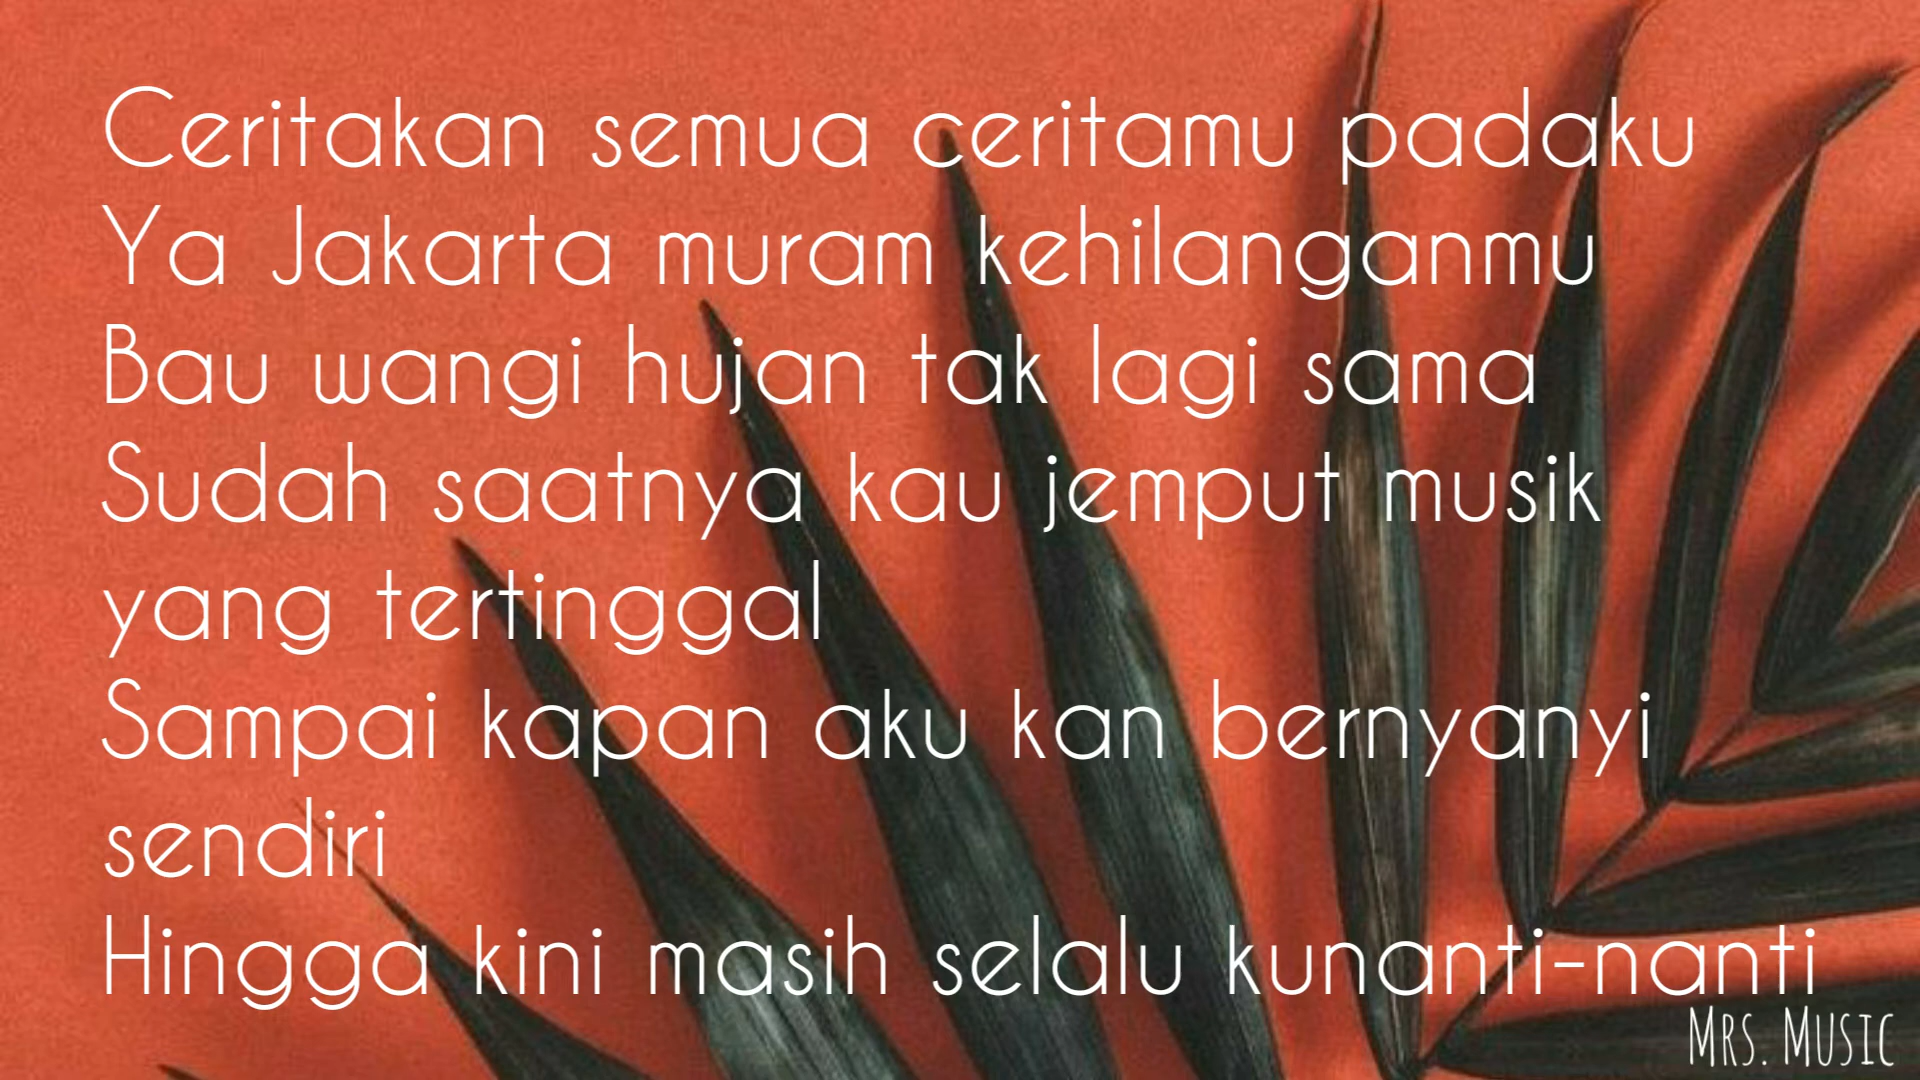 Ceritakan semua ceritamu padaku
Ya Jakarta muram kehilanganmu
Bau wangi hujan tak lagi sama
Sudah saatnya kau jemput musik
yang tertinggal
Sampai kapan aku kan bernyanyi
sendiri
Hingga kini masih selalu kunanti-nanti
MRS. MUSIC